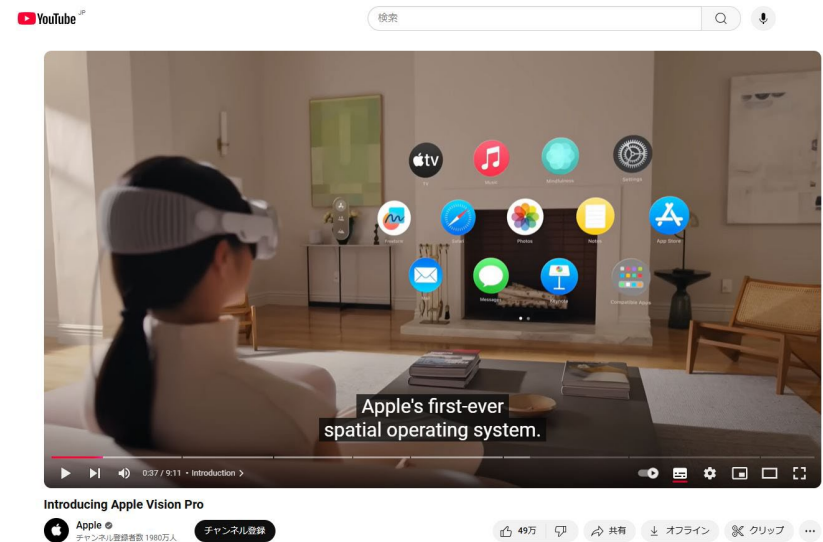 YouTube JP
検索
tv
TV
Music
Mindfulness
Settings
Freeform
Safari
Photos
Notes
App Store
Mail
Messages
Keynote
Compatible Apps
Apple's first-ever
spatial operating system.
0:37 / 9:11 • Introduction >
Introducing Apple Vision Pro
Apple
チャンネル登録者数 1980万人
チャンネル登録
49万
共有
オフライン
クリップ